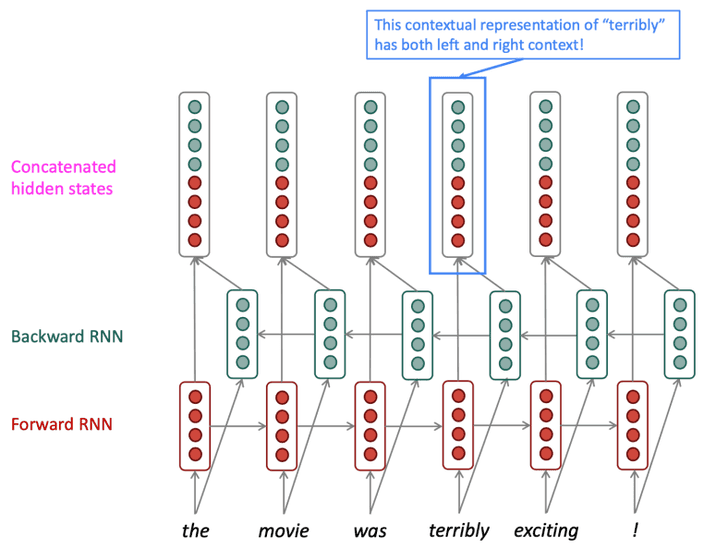 This contextual representation of “terribly”
has both left and right context!
Concatenated
hidden states
Backward RNN
Forward RNN
the movie was terribly exciting !